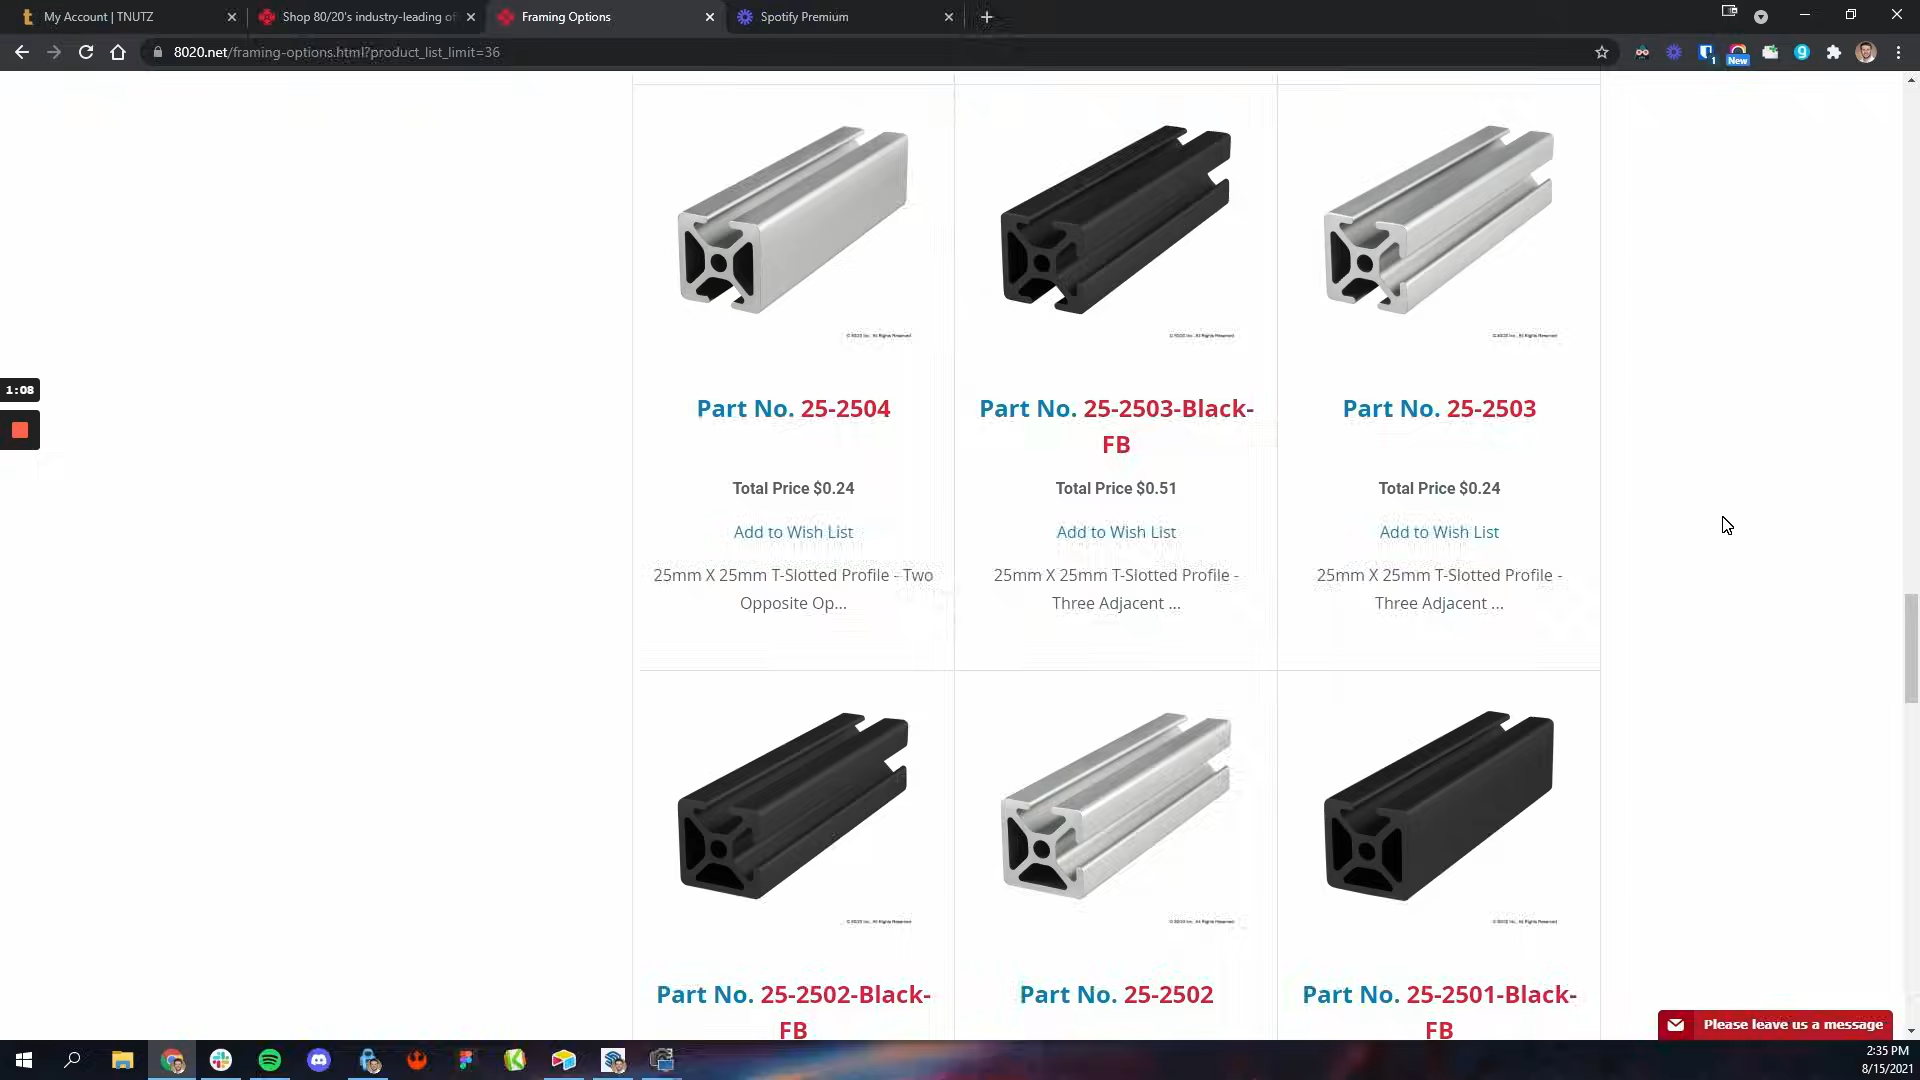 My Account | TNUTZ
Shop 80/20's industry-leading of
Framing Options
Spotify Premium
8020.net/framing-options.html?product_list_limit=36
1
New
1:08
Part No. 25-2504
Total Price $0.24
Add to Wish List
25mm X 25mm T-Slotted Profile - Two
Opposite Op...
Part No. 25-2503-Black-
FB
Total Price $0.51
Add to Wish List
25mm X 25mm T-Slotted Profile -
Three Adjacent ...
Part No. 25-2503
Total Price $0.24
Add to Wish List
25mm X 25mm T-Slotted Profile -
Three Adjacent ...
Part No. 25-2502-Black-
FB
Part No. 25-2502
Part No. 25-2501-Black-
FB
Please leave us a message
2:35 PM
8/15/2021